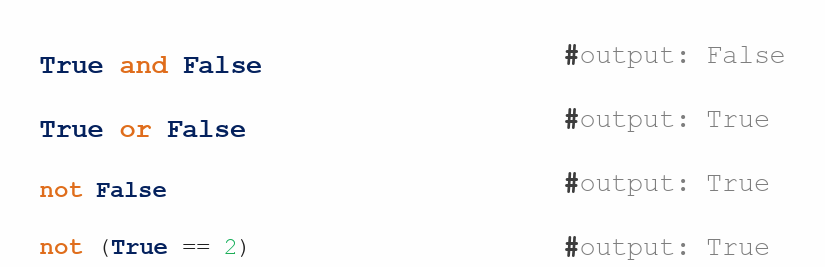 True and False #output: False
True or False #output: True
not False #output: True
not (True == 2) #output: True